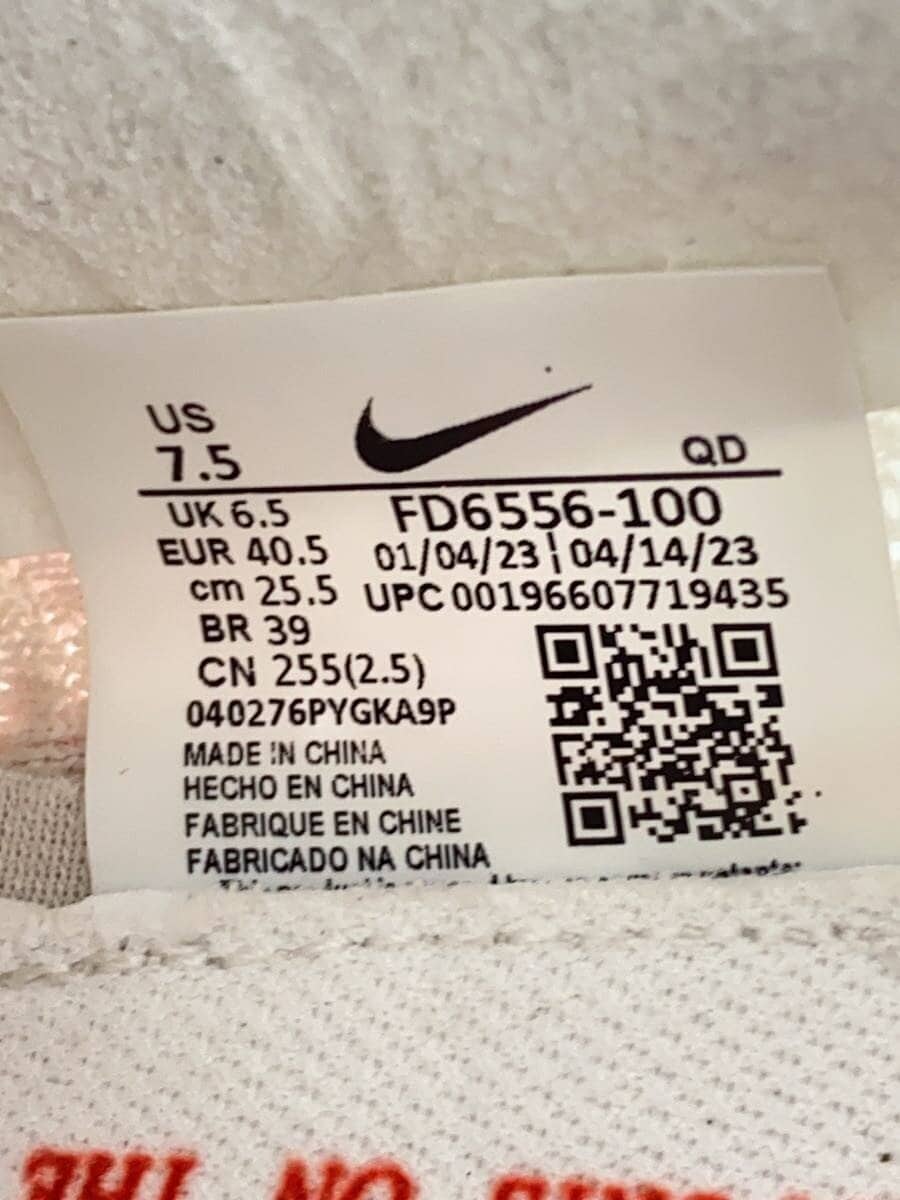 US
7.5
QD
UK 6.5
FD6556-100
EUR 40.5
01/04/23 | 04/14/23
cm 25.5
UPC 00196607719435
BR 39
CN 255(2.5)
040276PYGKA9P
MADE IN CHINA
HECHO EN CHINA
FABRIQUE EN CHINE
FABRICADO NA CHINA
ON THE